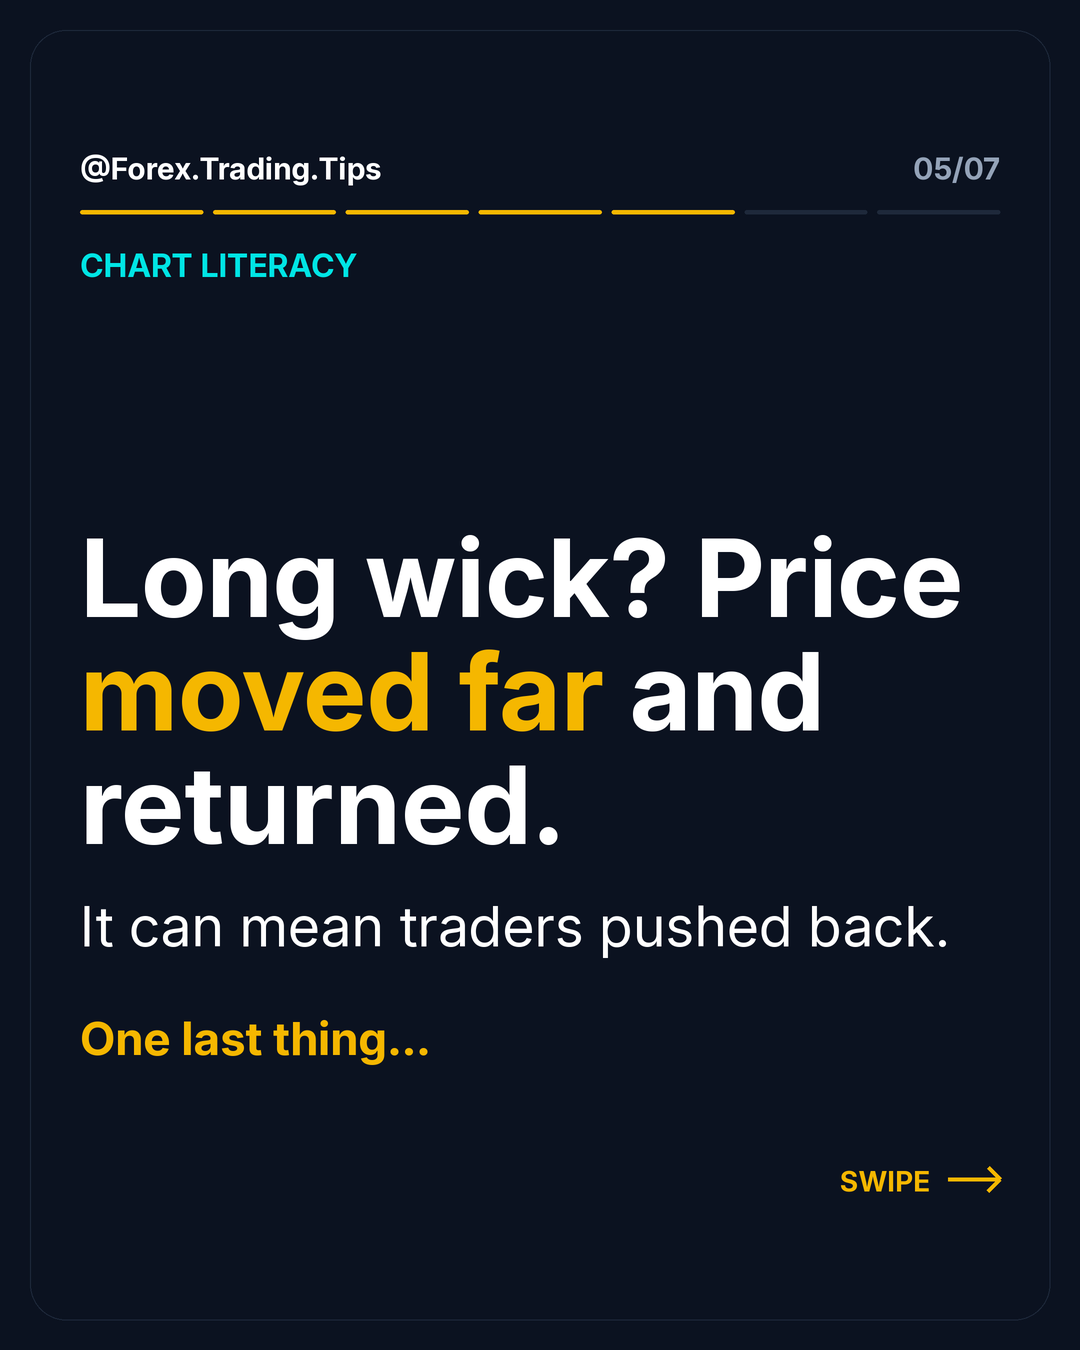 @Forex.Trading.Tips
05/07
CHART LITERACY
Long wick? Price
moved far and
returned.
It can mean traders pushed back.
One last thing...
SWIPE